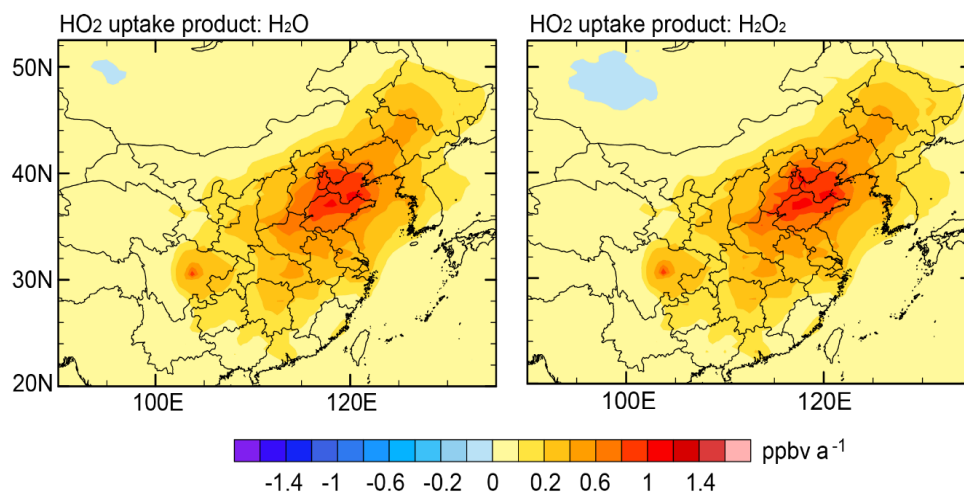 HO₂ uptake product: H₂O
HO₂ uptake product: H₂O₂
50N
40N
30N
20N
100E 120E
100E 120E
-1.4 -1 -0.6 -0.2 0 0.2 0.6 1 1.4 ppbv a⁻¹